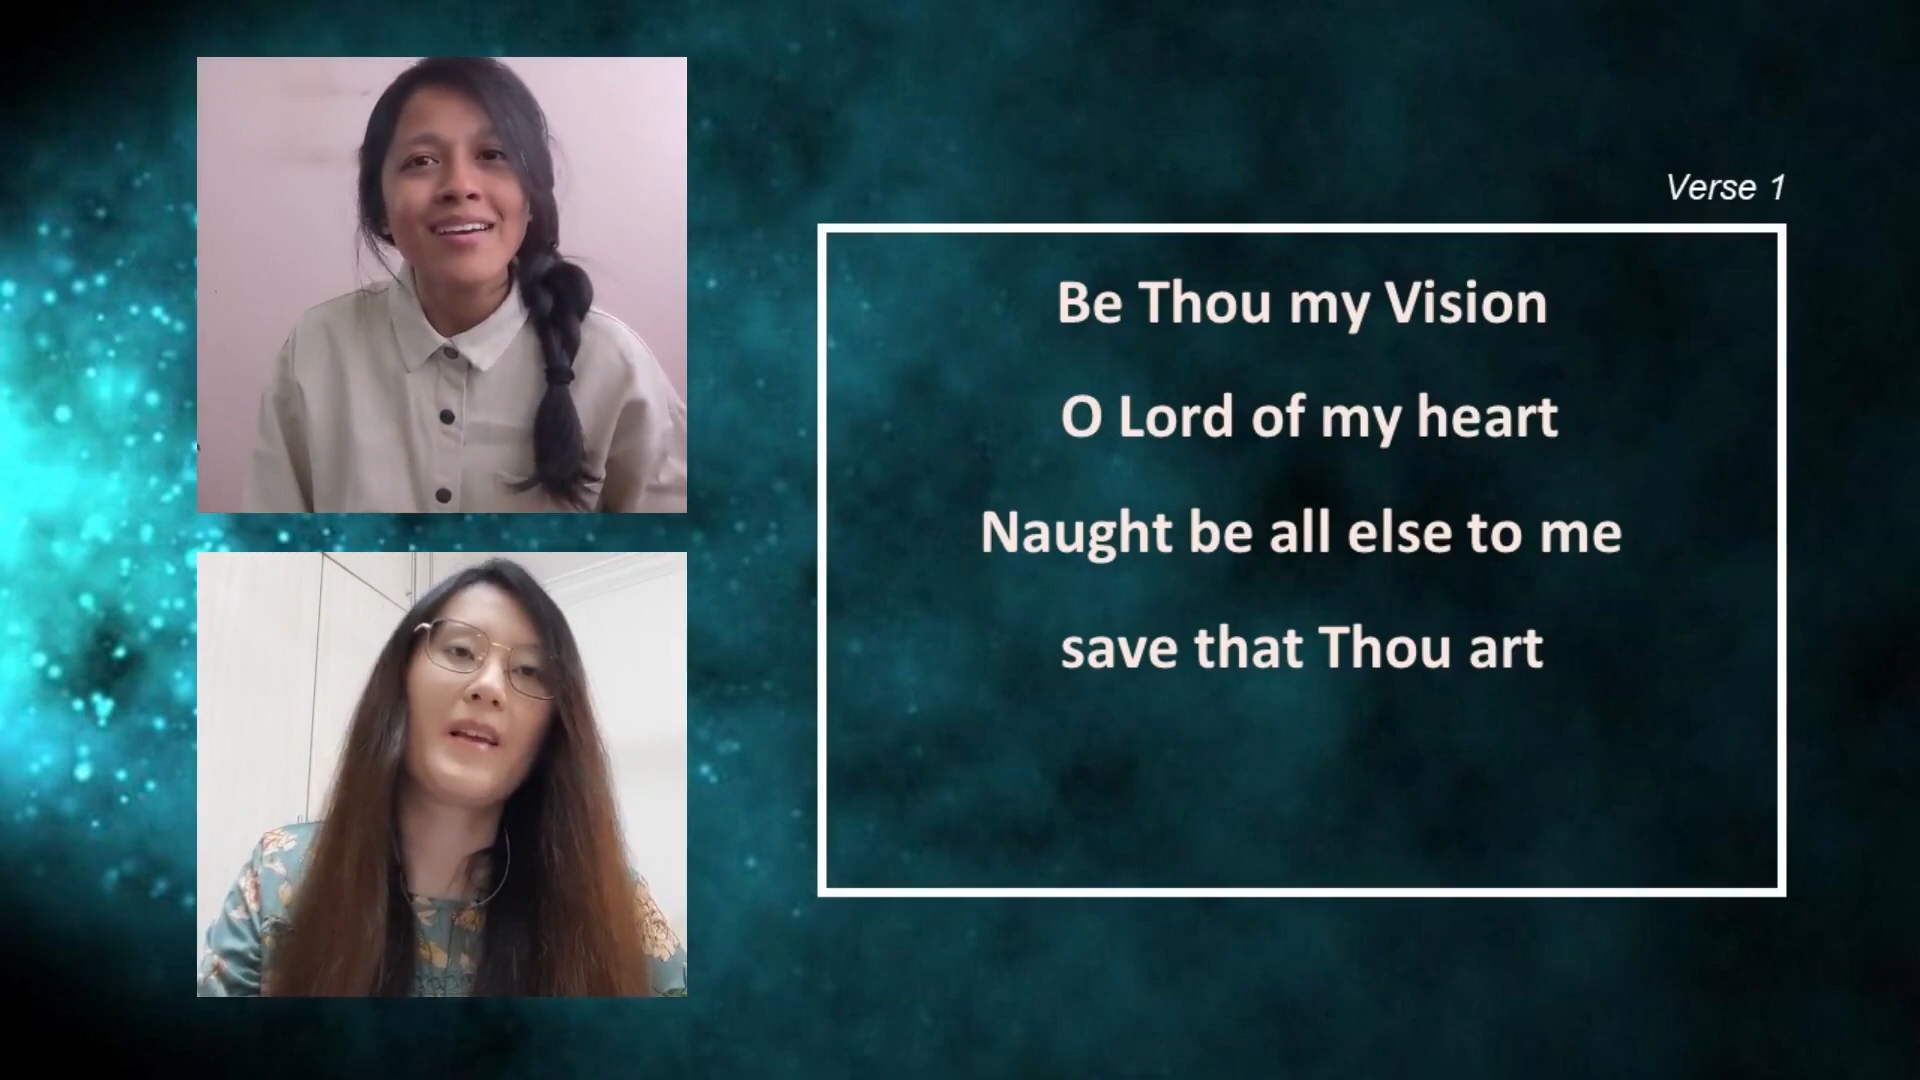 Verse 1
Be Thou my Vision
O Lord of my heart
Naught be all else to me
save that Thou art